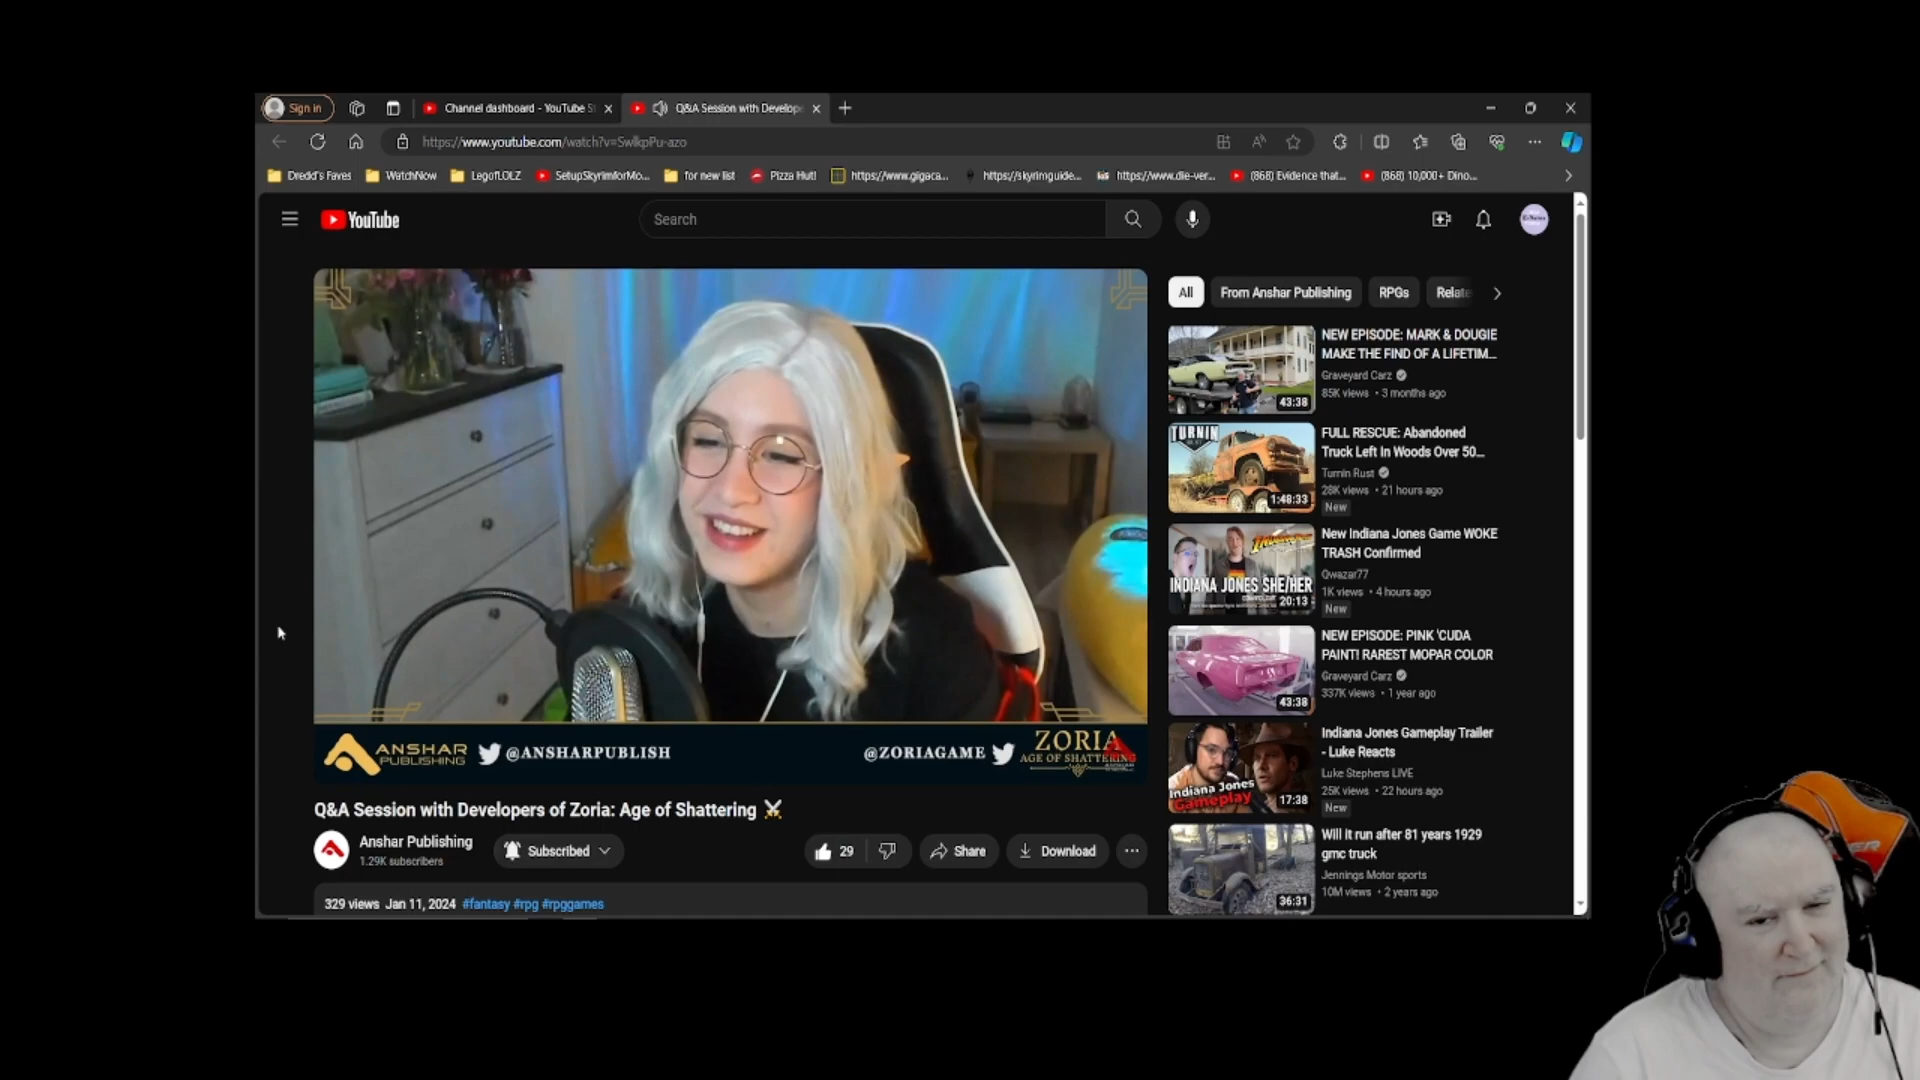 Sign in
Channel dashboard - YouTube S
Q&A Session with Develope
https://www.youtube.com/watch?v=SwlkpPu-azo
Dredd's Faves
WatchNow
LegofLOLZ
SetupSkyrimforMo...
for new list
Pizza Hut!
https://www.gigaca...
https://skyrimguide...
https://www.die-ver...
(868) Evidence that...
(868) 10,000+ Dino...
YouTube
Search
All
From Anshar Publishing
RPGs
Relate
NEW EPISODE: MARK & DOUGIE
MAKE THE FIND OF A LIFETIM...
Graveyard Carz
85K views • 3 months ago
43:38
TURNIN
FULL RESCUE: Abandoned
Truck Left In Woods Over 50...
Turnin Rust
28K views • 21 hours ago
New
1:48:33
New Indiana Jones Game WOKE
TRASH Confirmed
Qwazar77
1K views • 4 hours ago
New
INDIANA JONES SHE/HER
20:13
NEW EPISODE: PINK 'CUDA
PAINT! RAREST MOPAR COLOR
Graveyard Carz
337K views • 1 year ago
43:38
Indiana Jones Gameplay Trailer
- Luke Reacts
Luke Stephens LIVE
25K views • 22 hours ago
New
Indiana Jones
Gameplay
17:38
Will it run after 81 years 1929
gmc truck
Jennings Motor sports
10M views • 2 years ago
36:31
ANSHAR
PUBLISHING
@ANSHARPUBLISH
@ZORIAGAME
ZORIA
AGE OF SHATTERING
Q&A Session with Developers of Zoria: Age of Shattering
Anshar Publishing
1.29K subscribers
Subscribed
29
Share
Download
329 views Jan 11, 2024 #fantasy #rpg #rpggames